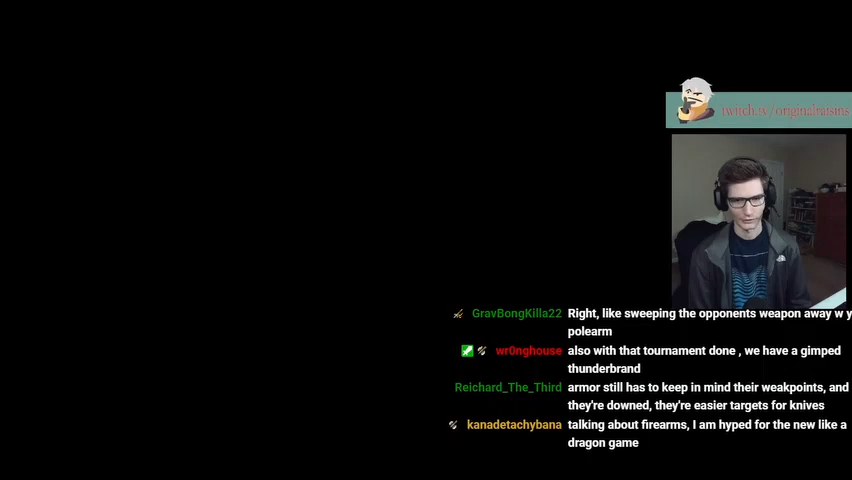 twitch.tv/originalratsins
GravBongKilla22 Right, like sweeping the opponents weapon away w y
polearm
wr0nghouse also with that tournament done , we have a gimped
thunderbrand
Reichard_The_Third armor still has to keep in mind their weakpoints, and
they're downed, they're easier targets for knives
kanadetachybana talking about firearms, I am hyped for the new like a
dragon game